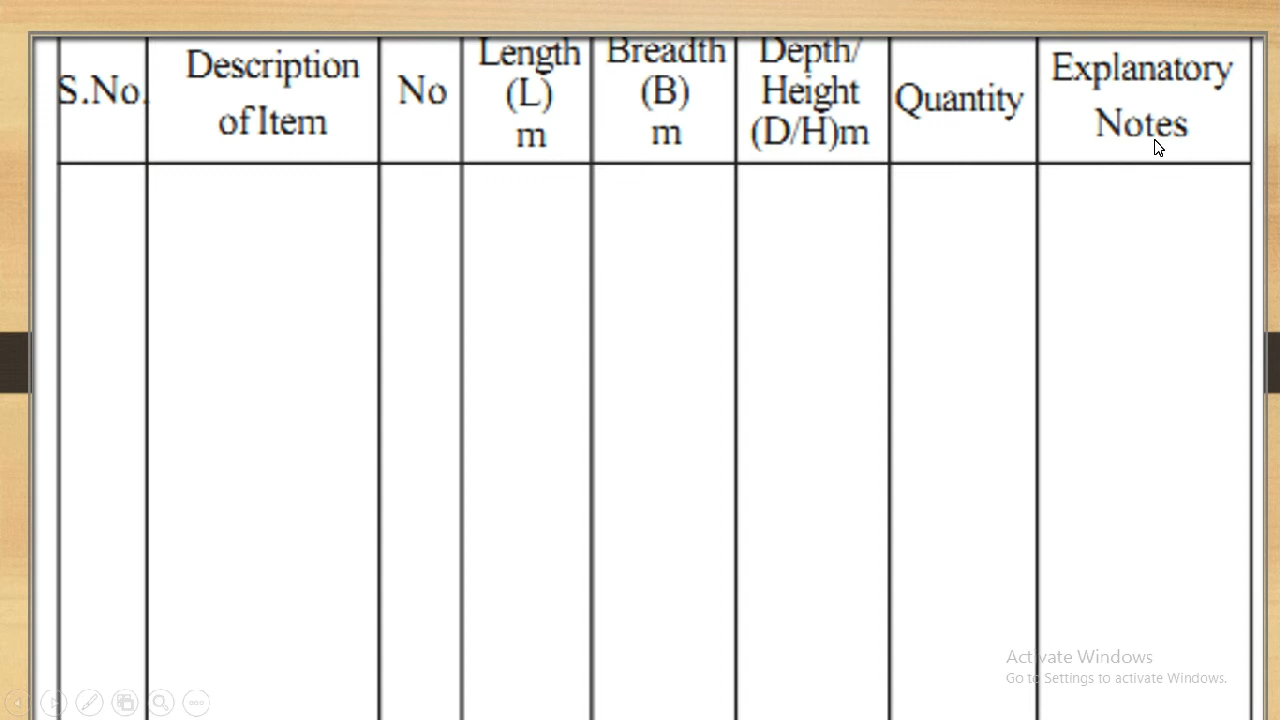 S.No.
Description
of Item
No
Length
(L)
m
Breadth
(B)
m
Depth/
Height
(D/H)m
Quantity
Explanatory
Notes
Activate Windows
Go to Settings to activate Windows.